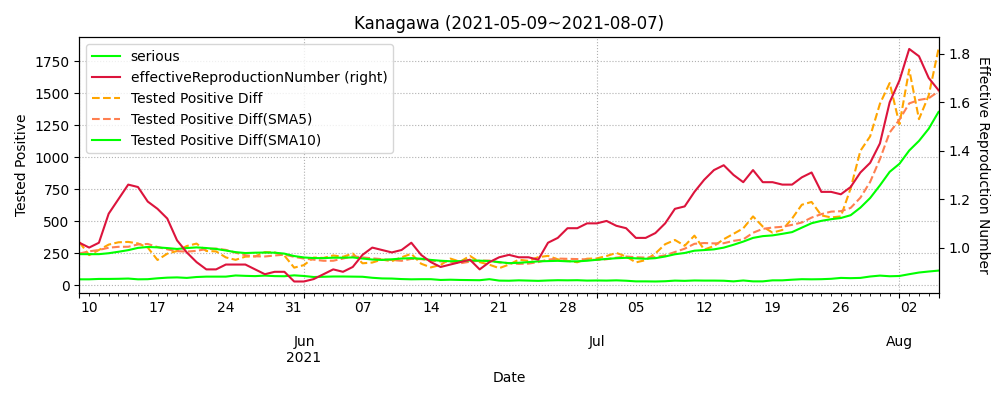 Kanagawa (2021-05-09~2021-08-07)
serious
effectiveReproductionNumber (right)
Tested Positive Diff
Tested Positive Diff(SMA5)
Tested Positive Diff(SMA10)
Tested Positive
1750
1500
1250
1000
750
500
250
0
Effective Reproduction Number
1.8
1.6
1.4
1.2
1.0
10 17 24 31 07 14 21 28 05 12 19 26 02
Jun Jul Aug
2021
Date